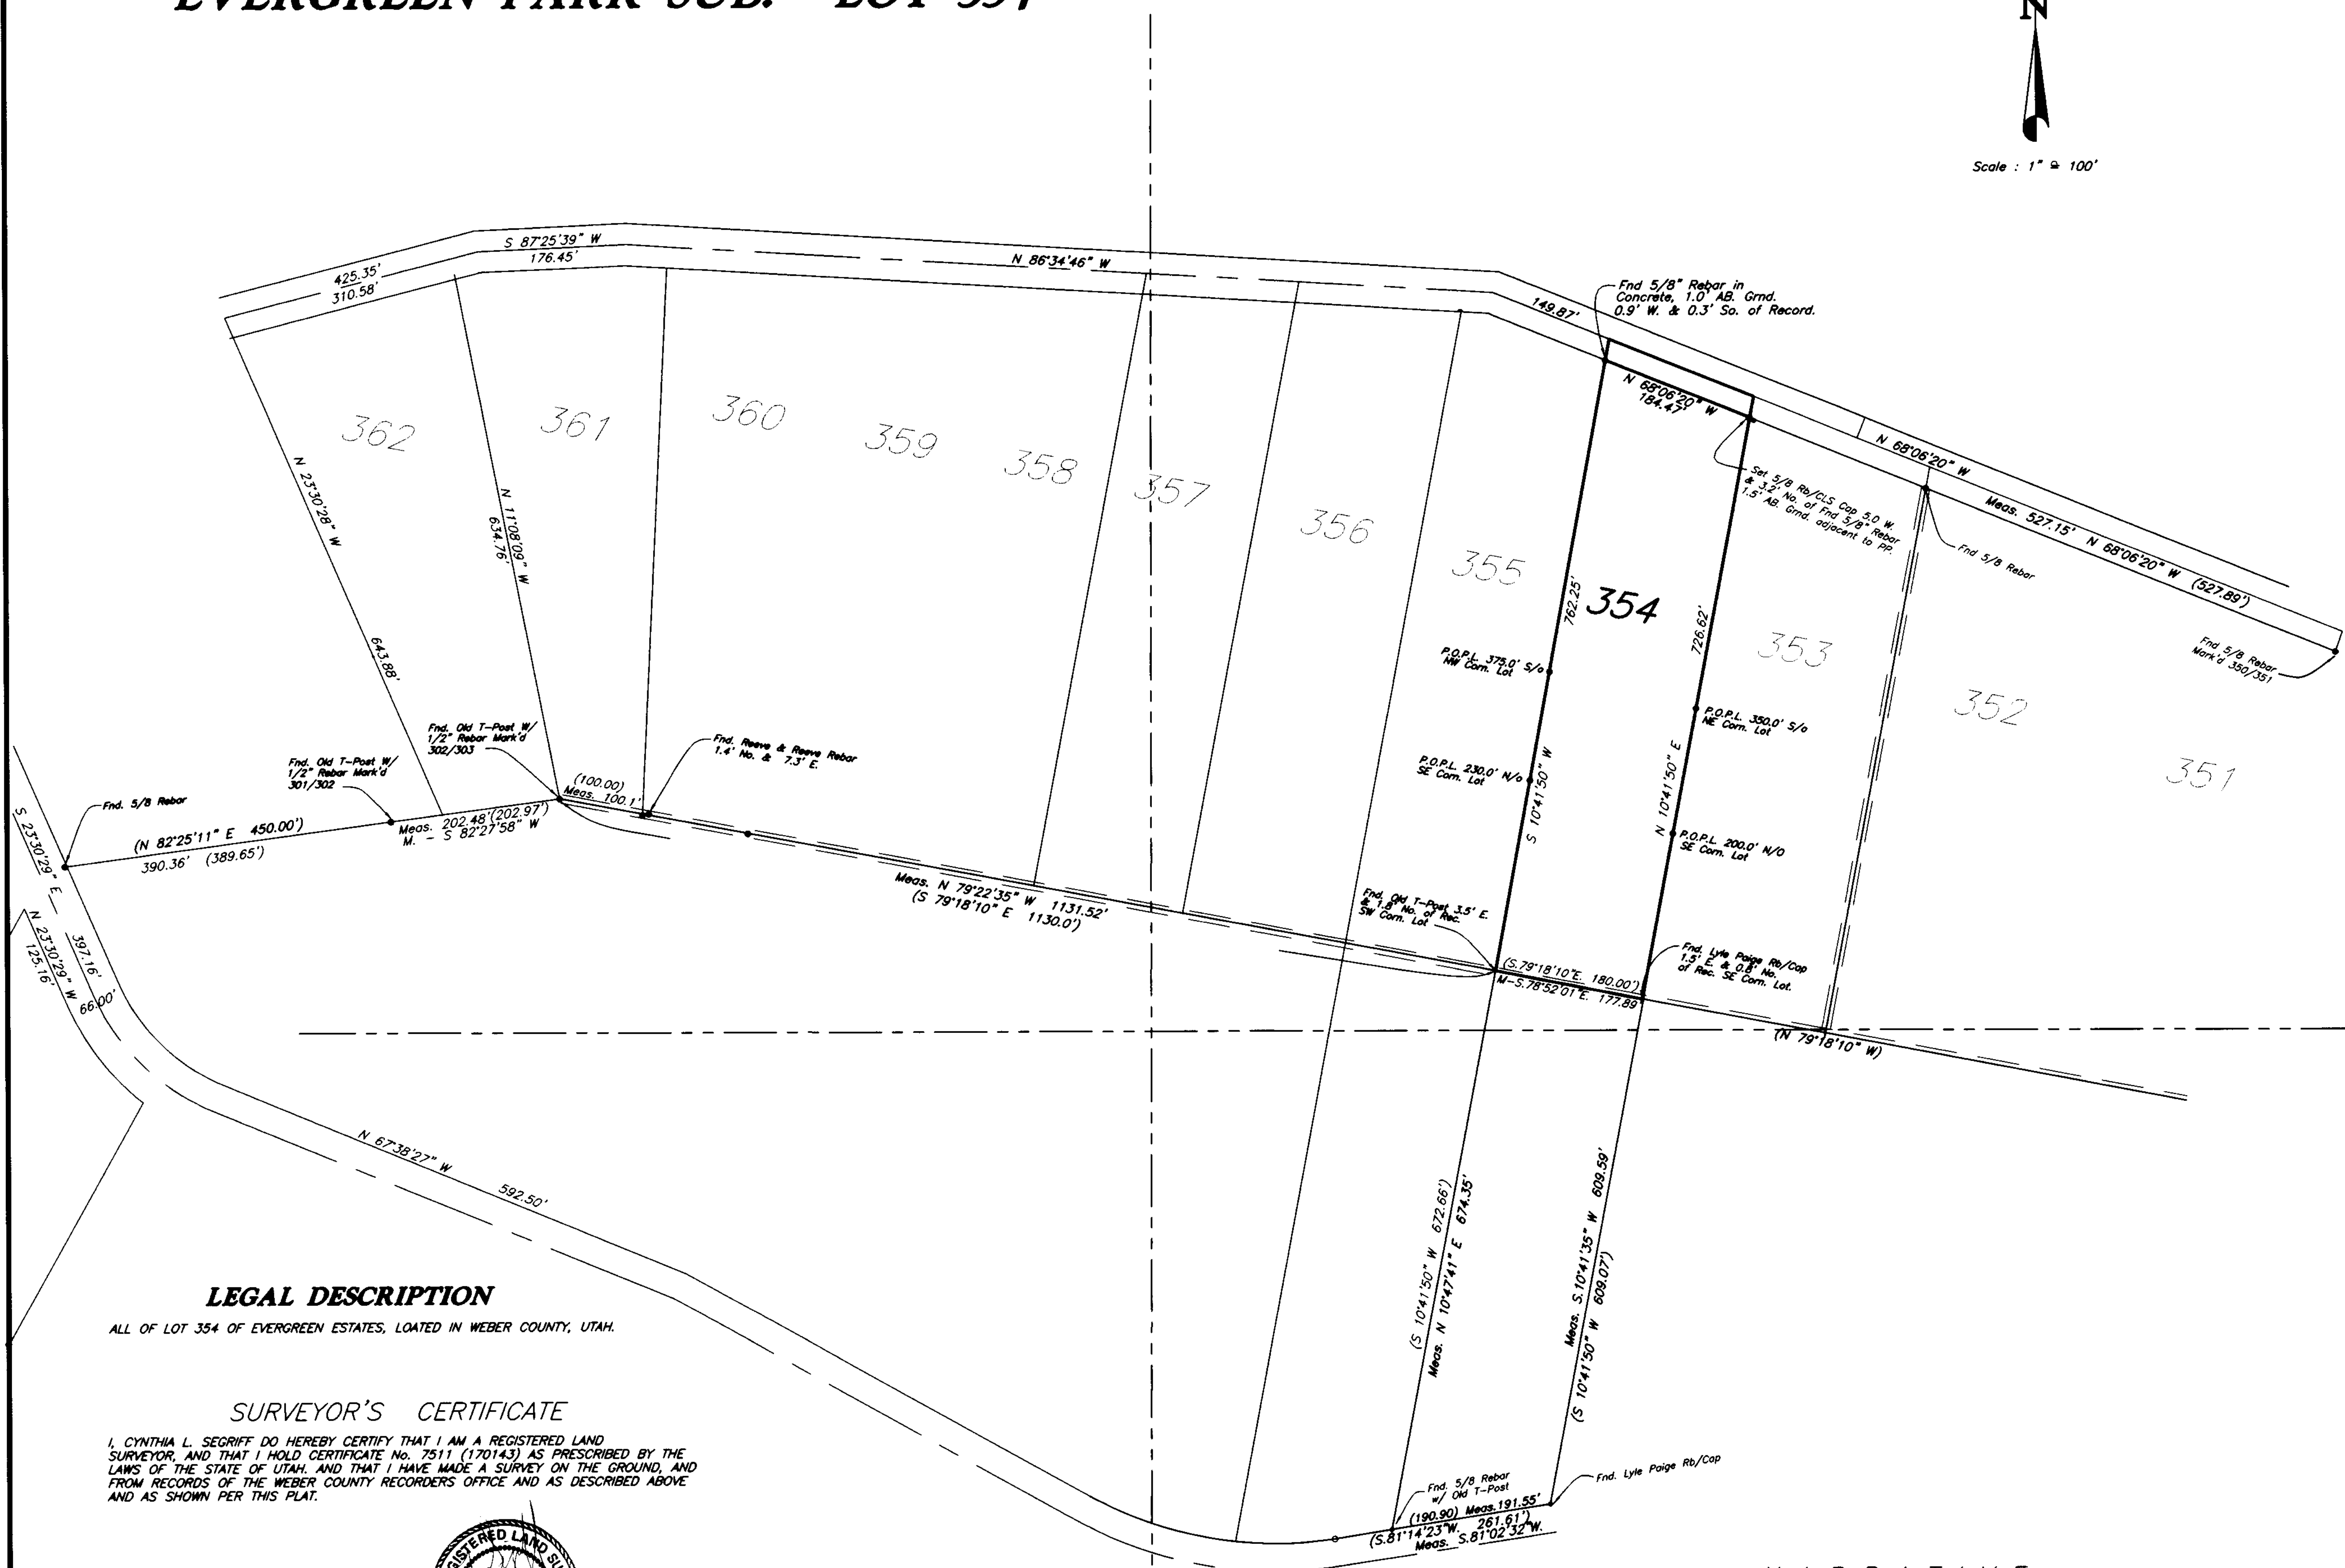 EVERGREEN PARK SUB. LOT 354
N
Scale : 1" ≅ 100'
S 87°25'39" W
176.45'
425.35'
310.58'
N 86°34'46" W
149.87'
Fnd 5/8" Rebar in
Concrete, 1.0' AB. Grnd.
0.9' W. & 0.3' So. of Record.
N 68°06'20" W
184.47'
N 68°06'20" W
Meas. 527.15' N 68°06'20" W (527.89')
Set 5/8 Rb/CLS Cap 5.0 W.
& 3.2' No. of Fnd 5/8" Rebar
1.5' AB. Grnd. adjacent to PP.
Fnd 5/8 Rebar
Fnd 5/8 Rebar
Mark'd 350/351
362
361
360
359
358
357
356
355
354
353
352
351
N 23°30'28" W
643.88'
N 11°08'09" W
634.76'
762.25'
S 10°41'50" W
726.62'
N 10°41'50" E
P.O.P.L. 375.0' S/o
NW Corn. Lot
P.O.P.L. 230.0' N/o
SE Corn. Lot
P.O.P.L. 350.0' S/o
NE Corn. Lot
P.O.P.L. 200.0' N/O
SE Corn. Lot
Fnd. Old T-Post W/
1/2" Rebar Mark'd
302/303
Fnd. Old T-Post W/
1/2" Rebar Mark'd
301/302
Fnd. Reeve & Reeve Rebar
1.4' No. & 7.3' E.
(100.00)
Meas. 100.1'
Fnd. 5/8 Rebar
(N 82°25'11" E 450.00')
390.36' (389.65')
Meas. 202.48'(202.97')
M. - S 82°27'58" W
Meas. N 79°22'35" W 1131.52'
(S 79°18'10" E 1130.0')
Fnd. Old T-Post 3.5' E.
& 1.8' No. of Rec.
SW Corn. Lot
(S.79°18'10"E. 180.00')
M-S.78°52'01"E. 177.89'
Fnd. Lyle Paige Rb/Cap
1.5' E. & 0.8' No.
of Rec. SE Corn. Lot.
(N 79°18'10" W)
S 23°30'29" E
397.16'
N 23°30'29" W
125.16'
66.00'
N 67°38'27" W
592.50'
(S 10°41'50" W 672.66')
Meas. N 10°47'41" E 674.35'
Meas. S.10°41'35" W 609.59'
(S 10°41'50" W 609.07')
LEGAL DESCRIPTION
ALL OF LOT 354 OF EVERGREEN ESTATES, LOATED IN WEBER COUNTY, UTAH.
SURVEYOR'S CERTIFICATE
I, CYNTHIA L. SEGRIFF DO HEREBY CERTIFY THAT I AM A REGISTERED LAND
SURVEYOR, AND THAT I HOLD CERTIFICATE No. 7511 (170143) AS PRESCRIBED BY THE
LAWS OF THE STATE OF UTAH. AND THAT I HAVE MADE A SURVEY ON THE GROUND, AND
FROM RECORDS OF THE WEBER COUNTY RECORDERS OFFICE AND AS DESCRIBED ABOVE
AND AS SHOWN PER THIS PLAT.
Fnd. 5/8 Rebar
w/ Old T-Post
Fnd. Lyle Paige Rb/Cap
(190.90) Meas.191.55'
(S.81°14'23"W. 261.61')
Meas. S.81°02'32"W.